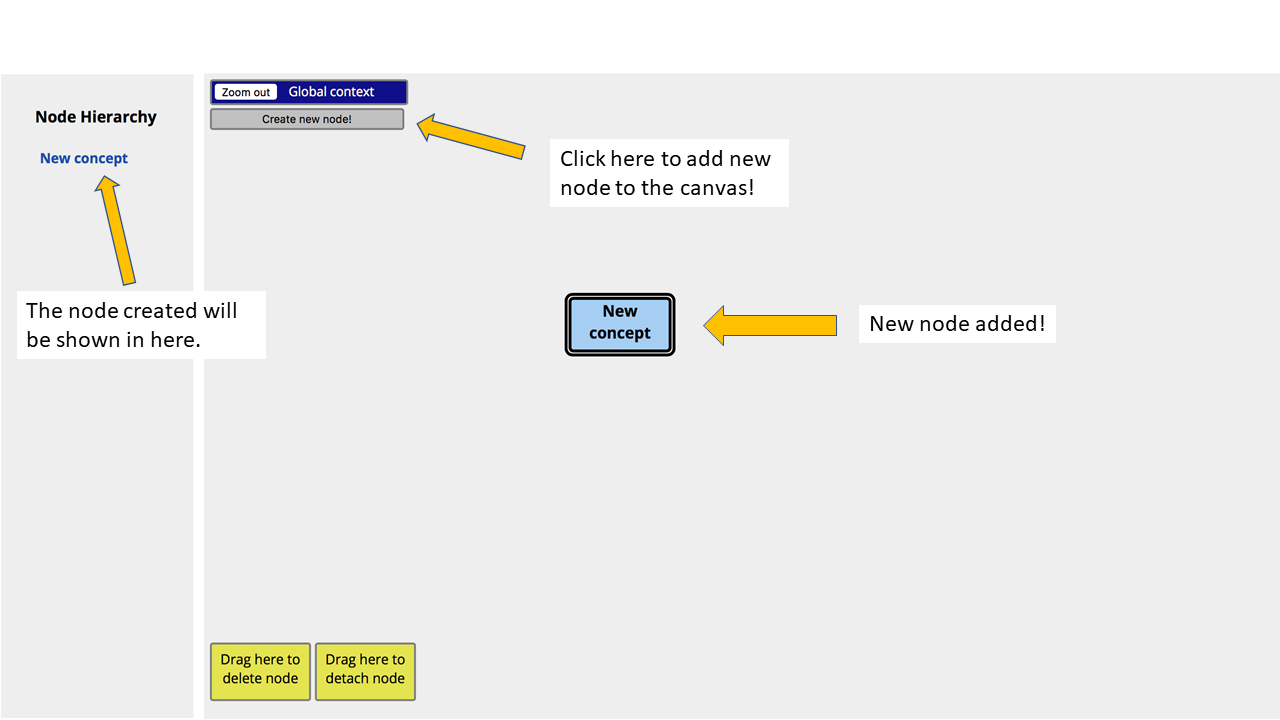 Node Hierarchy
New concept
The node created will
be shown in here.
Zoom out Global context
Create new node!
Click here to add new
node to the canvas!
New
concept
New node added!
Drag here to
delete node
Drag here to
detach node